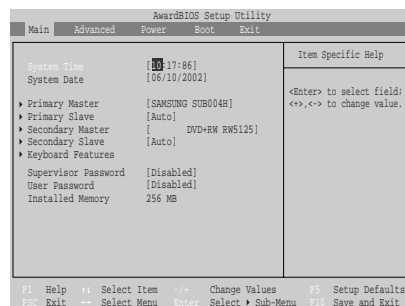 AwardBIOS Setup Utility
Main Advanced Power Boot Exit
System Time [10:17:86]
System Date [06/10/2002]
Primary Master [SAMSUNG SUB004H]
Primary Slave [Auto]
Secondary Master [ DVD+RW RW5125]
Secondary Slave [Auto]
Keyboard Features
Supervisor Password [Disabled]
User Password [Disabled]
Installed Memory 256 MB
Item Specific Help
<Enter> to select field;
<+>,<-> to change value.
F1 Help ↑↓ Select Item -/+ Change Values F5 Setup Defaults
ESC Exit ↔ Select Menu Enter Select ▸ Sub-Menu F10 Save and Exit